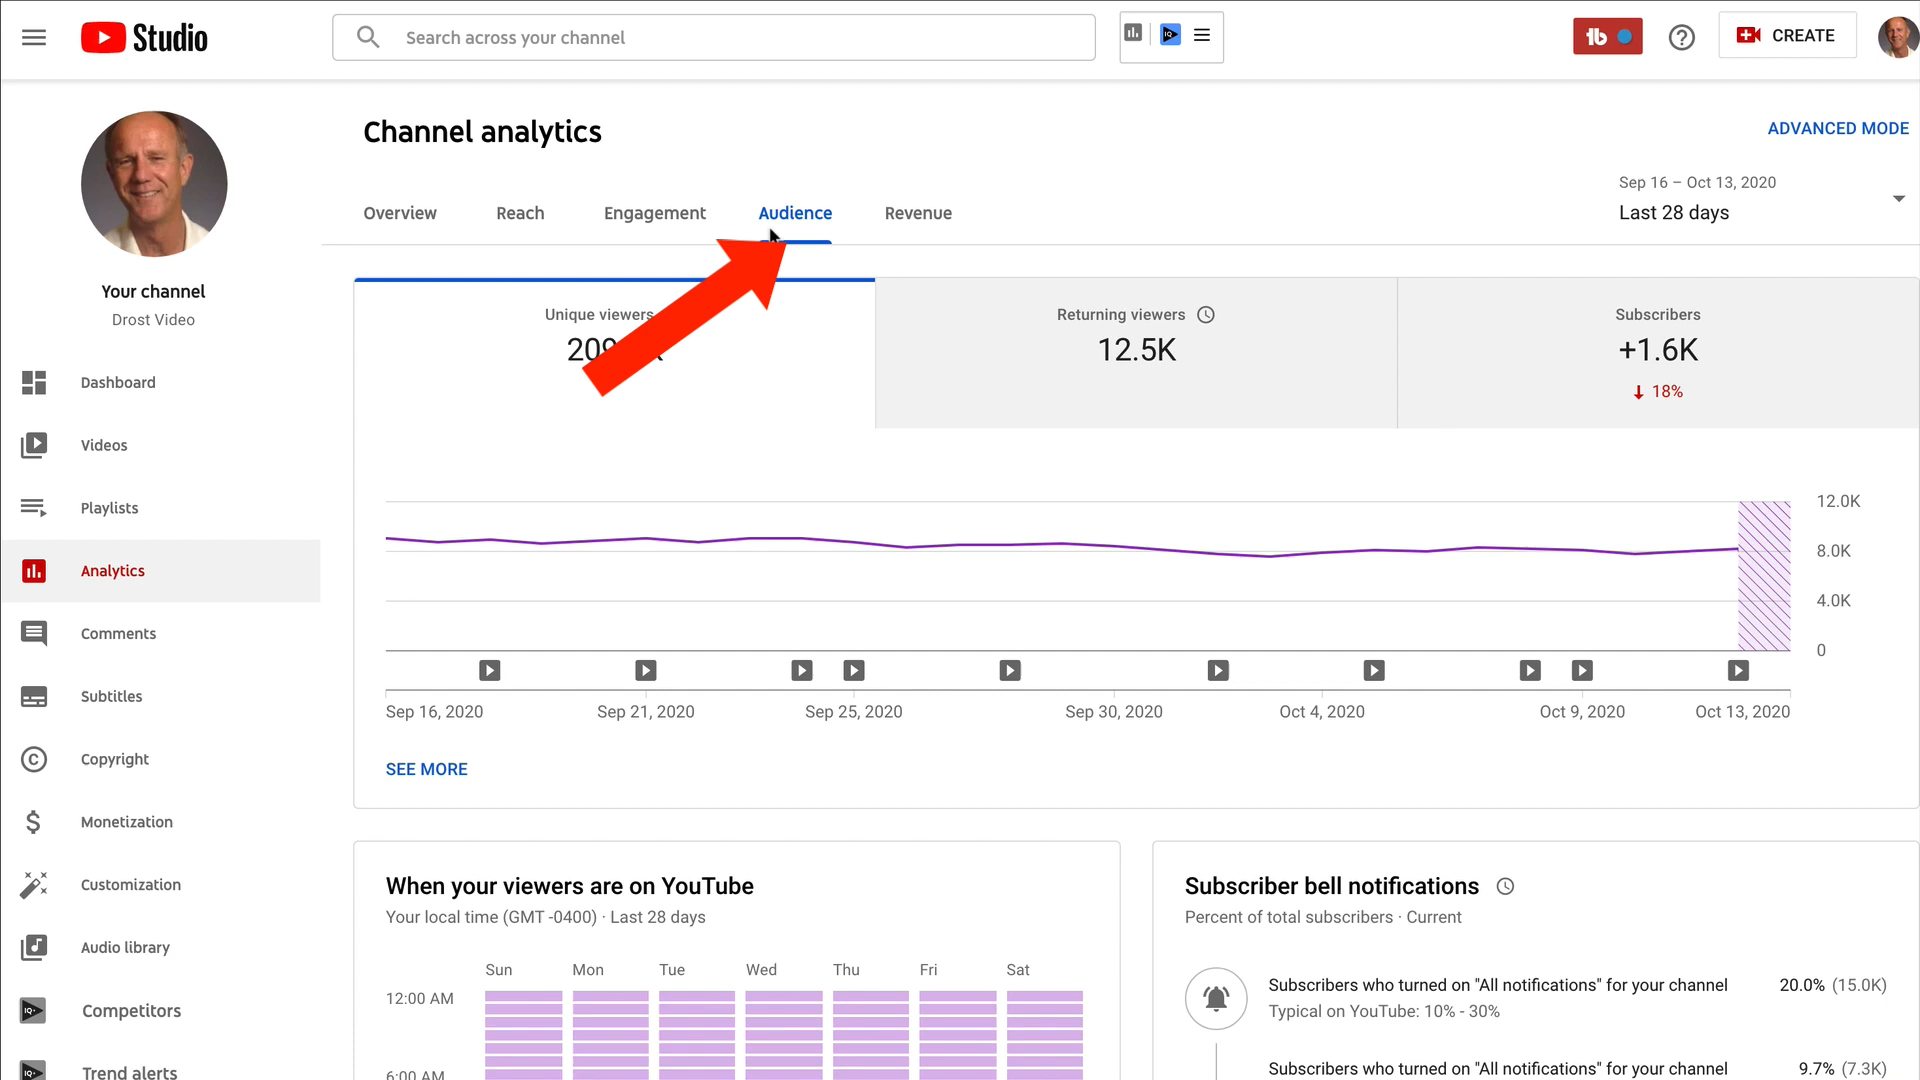 Studio
Search across your channel
CREATE
Channel analytics
ADVANCED MODE
Sep 16 – Oct 13, 2020
Last 28 days
Overview
Reach
Engagement
Audience
Revenue
Your channel
Drost Video
Dashboard
Videos
Playlists
Analytics
Comments
Subtitles
Copyright
Monetization
Customization
Audio library
Competitors
Trend alerts
Unique viewers
Returning viewers
12.5K
Subscribers
+1.6K
18%
12.0K
8.0K
4.0K
0
Sep 16, 2020
Sep 21, 2020
Sep 25, 2020
Sep 30, 2020
Oct 4, 2020
Oct 9, 2020
Oct 13, 2020
SEE MORE
When your viewers are on YouTube
Your local time (GMT -0400) · Last 28 days
Sun Mon Tue Wed Thu Fri Sat
12:00 AM
6:00 AM
Subscriber bell notifications
Percent of total subscribers · Current
Subscribers who turned on "All notifications" for your channel 20.0% (15.0K)
Typical on YouTube: 10% - 30%
Subscribers who turned on "All notifications" for your channel 9.7% (7.3K)